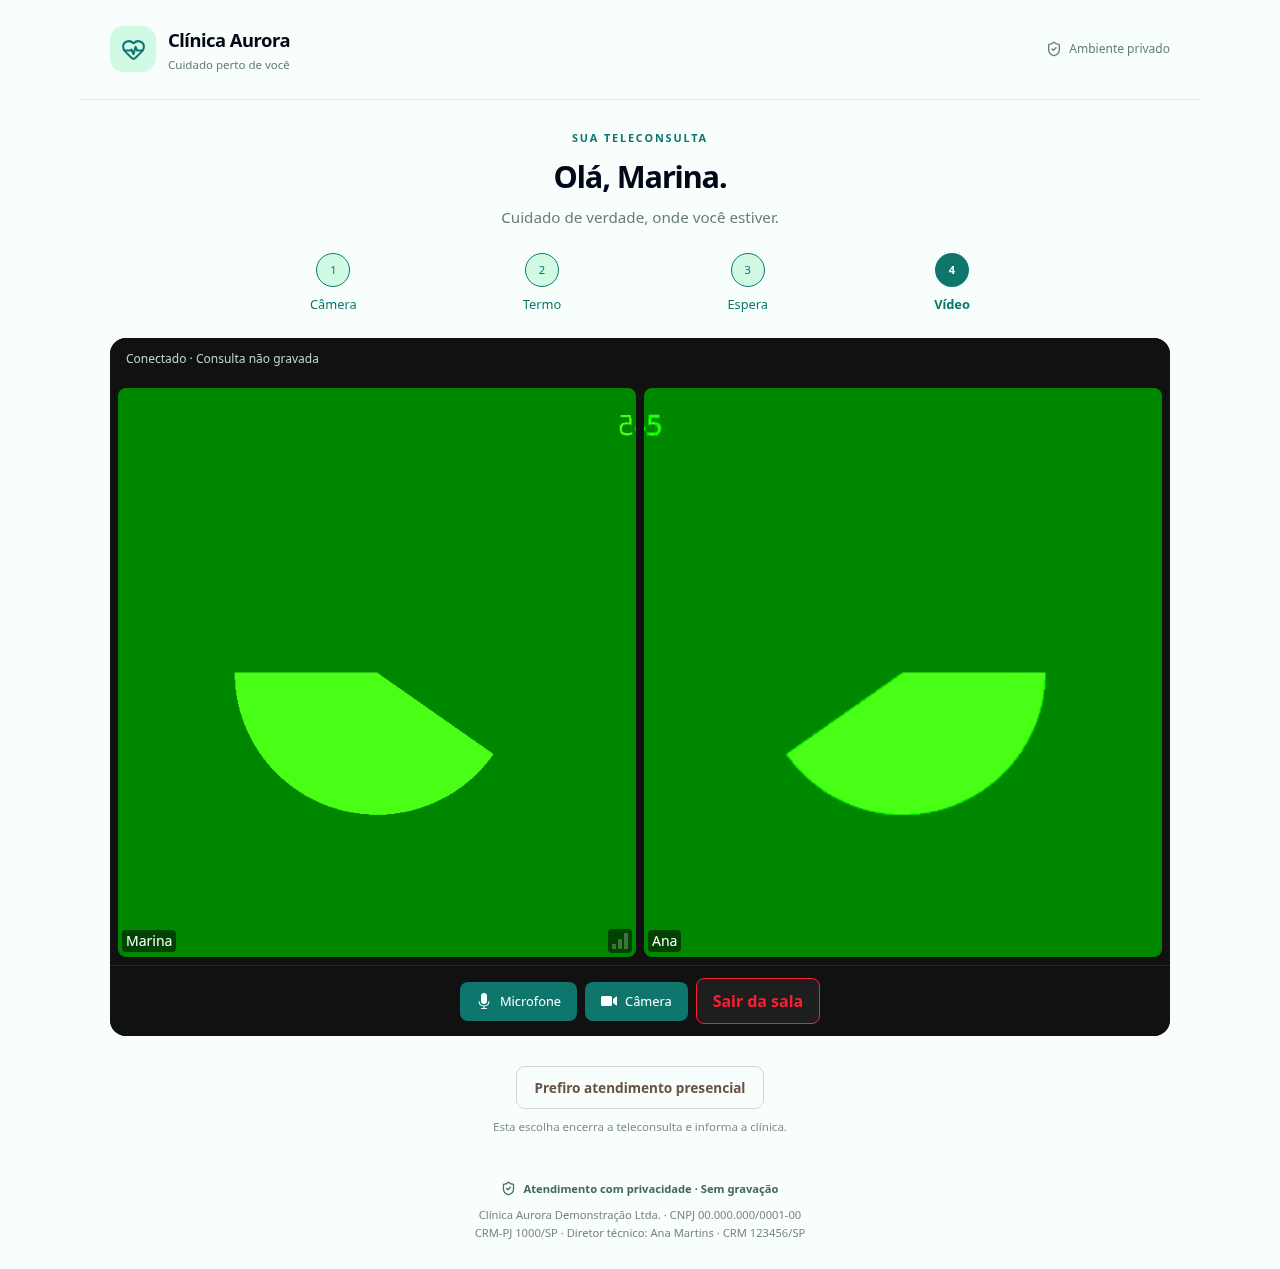 Clínica Aurora
Cuidado perto de você
Ambiente privado
SUA TELECONSULTA
Olá, Marina.
Cuidado de verdade, onde você estiver.
1
2
3
4
Câmera
Termo
Espera
Vídeo
Conectado · Consulta não gravada
Marina
Ana
Microfone
Câmera
Sair da sala
Prefiro atendimento presencial
Esta escolha encerra a teleconsulta e informa a clínica.
Atendimento com privacidade · Sem gravação
Clínica Aurora Demonstração Ltda. · CNPJ 00.000.000/0001-00
CRM-PJ 1000/SP · Diretor técnico: Ana Martins · CRM 123456/SP